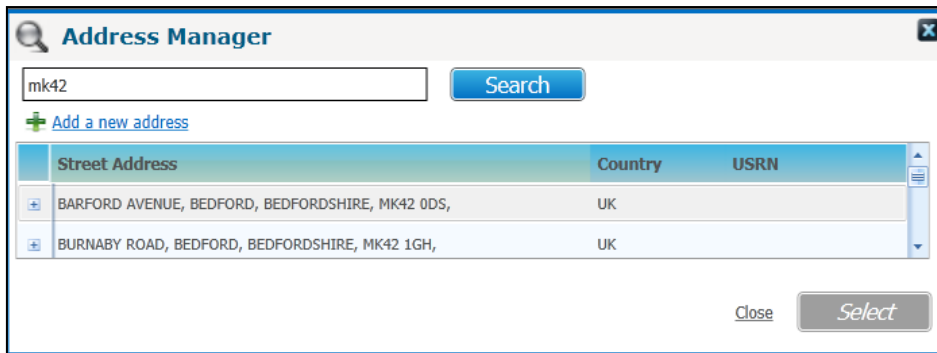 Address Manager
mk42
Search
Add a new address
Street Address Country USRN
BARFORD AVENUE, BEDFORD, BEDFORDSHIRE, MK42 0DS, UK
BURNABY ROAD, BEDFORD, BEDFORDSHIRE, MK42 1GH, UK
Close Select